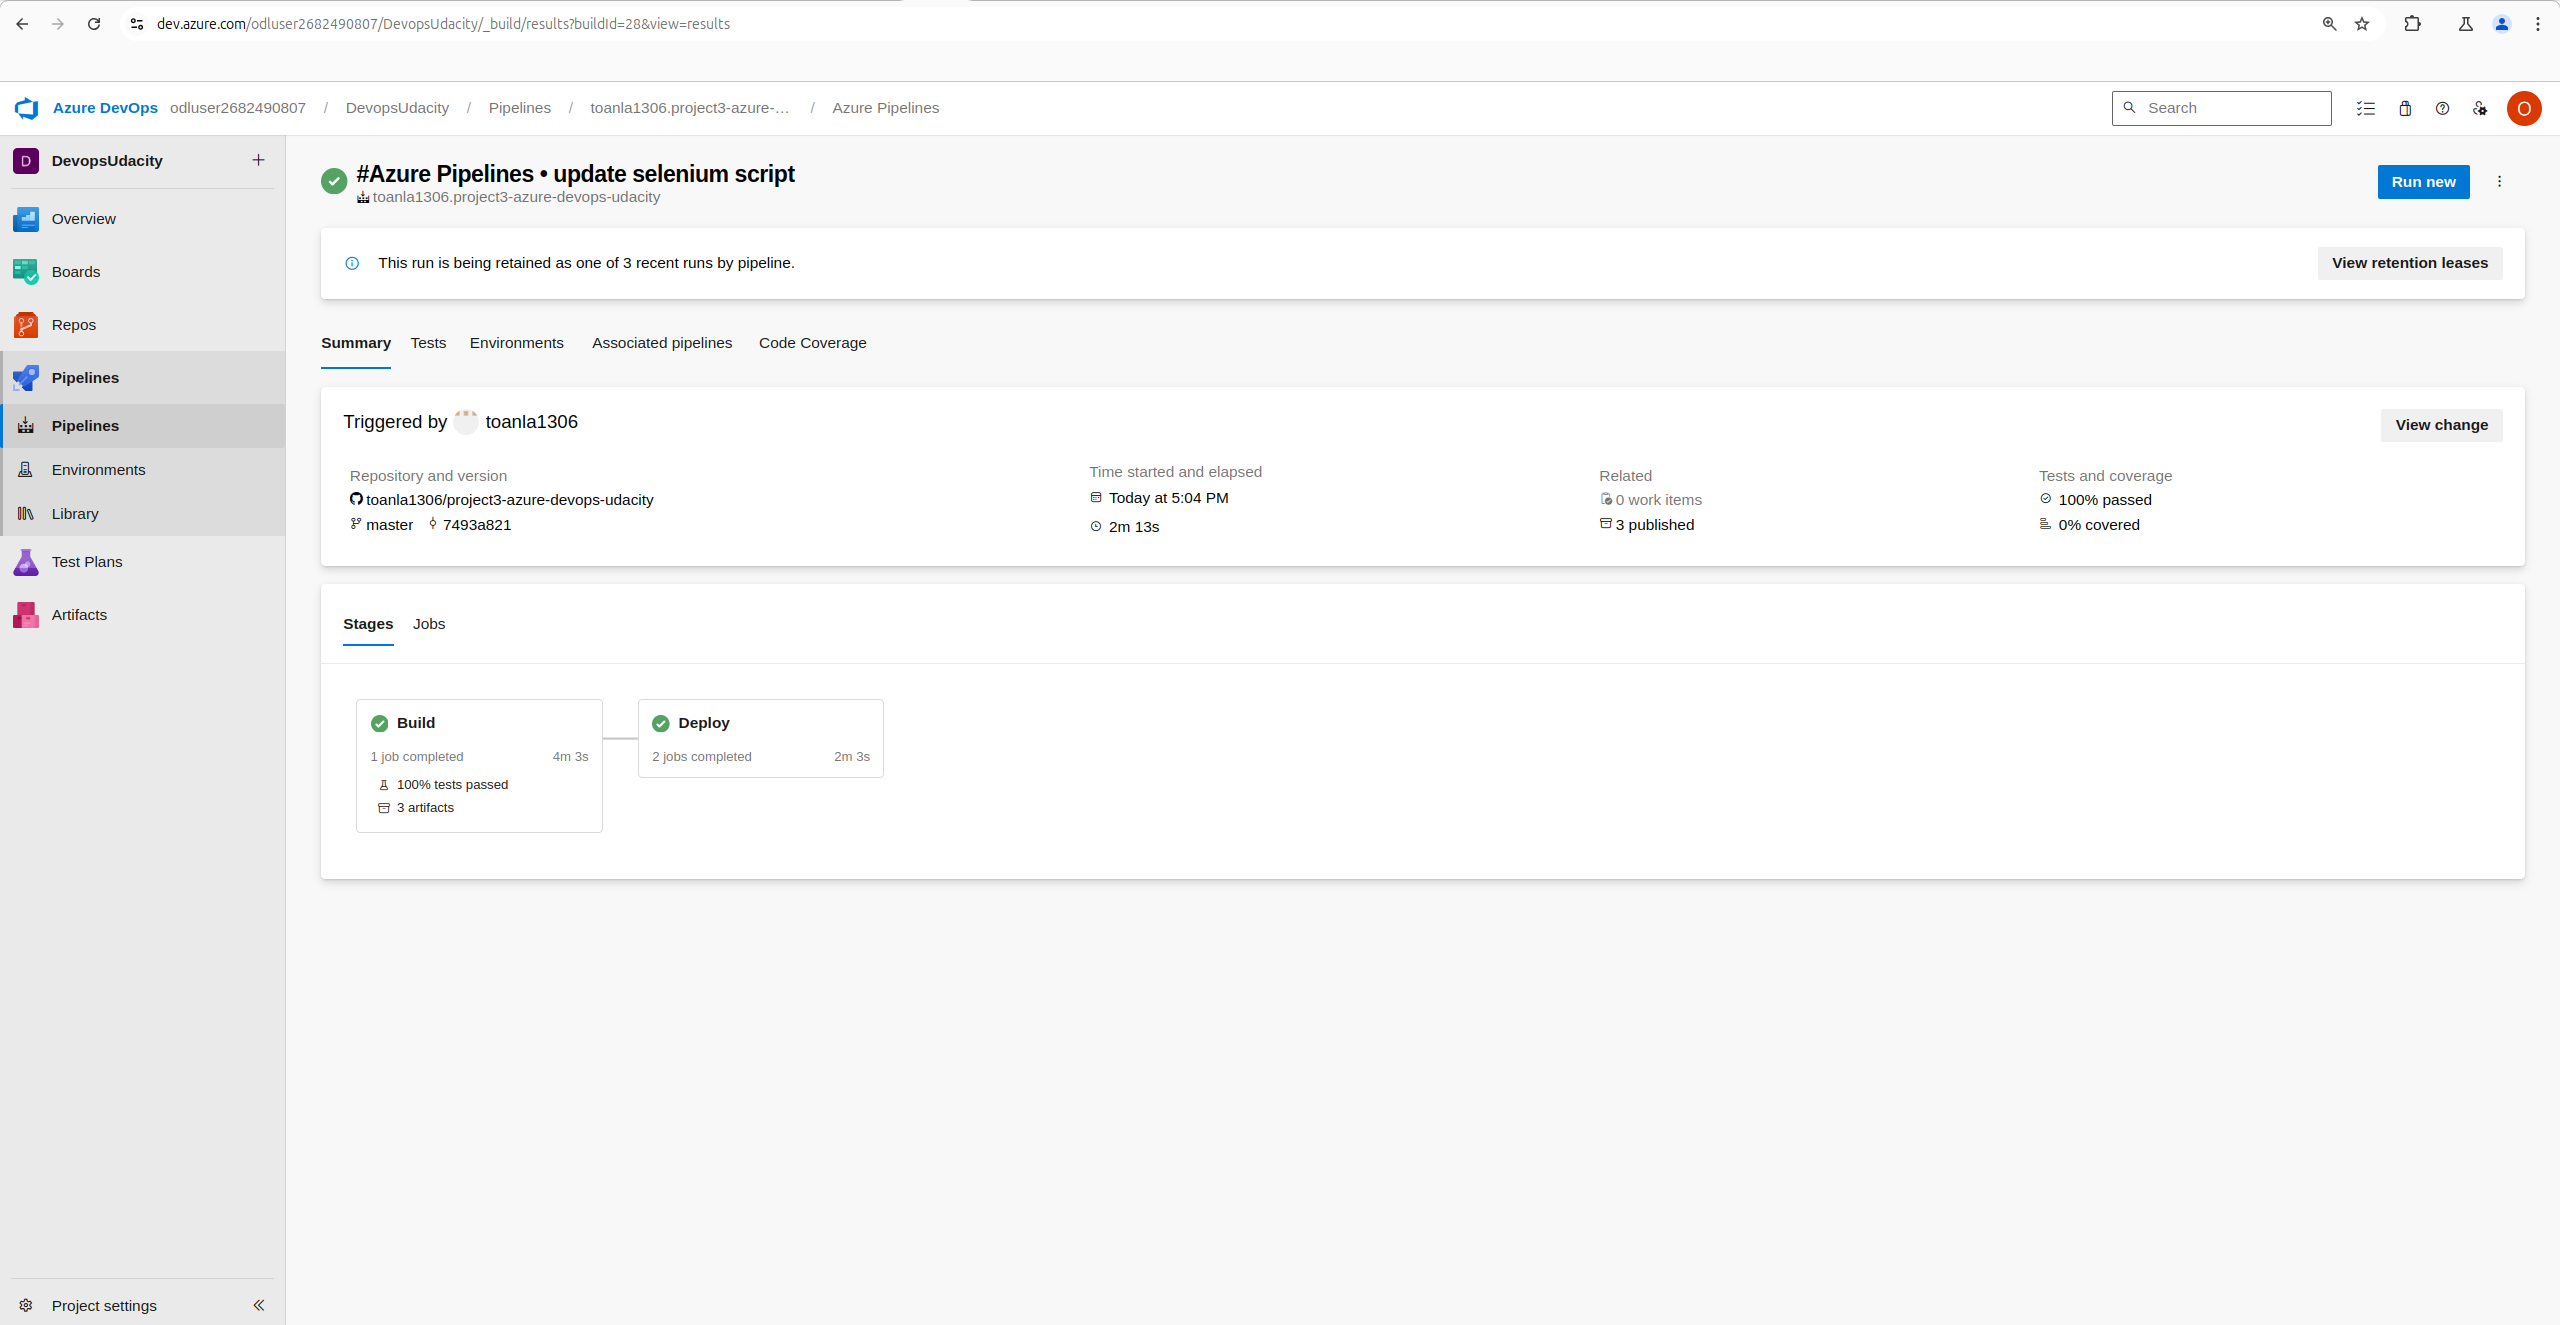 dev.azure.com/odluser2682490807/DevopsUdacity/_build/results?buildId=28&view=results
Azure DevOps odluser2682490807 / DevopsUdacity / Pipelines / toanla1306.project3-azure-... / Azure Pipelines
Search
O
D DevopsUdacity
Overview
Boards
Repos
Pipelines
Pipelines
Environments
Library
Test Plans
Artifacts
Project settings
#Azure Pipelines • update selenium script
toanla1306.project3-azure-devops-udacity
Run new
This run is being retained as one of 3 recent runs by pipeline.
View retention leases
Summary Tests Environments Associated pipelines Code Coverage
Triggered by toanla1306
View change
Repository and version
toanla1306/project3-azure-devops-udacity
master 7493a821
Time started and elapsed
Today at 5:04 PM
2m 13s
Related
0 work items
3 published
Tests and coverage
100% passed
0% covered
Stages Jobs
Build
1 job completed 4m 3s
100% tests passed
3 artifacts
Deploy
2 jobs completed 2m 3s